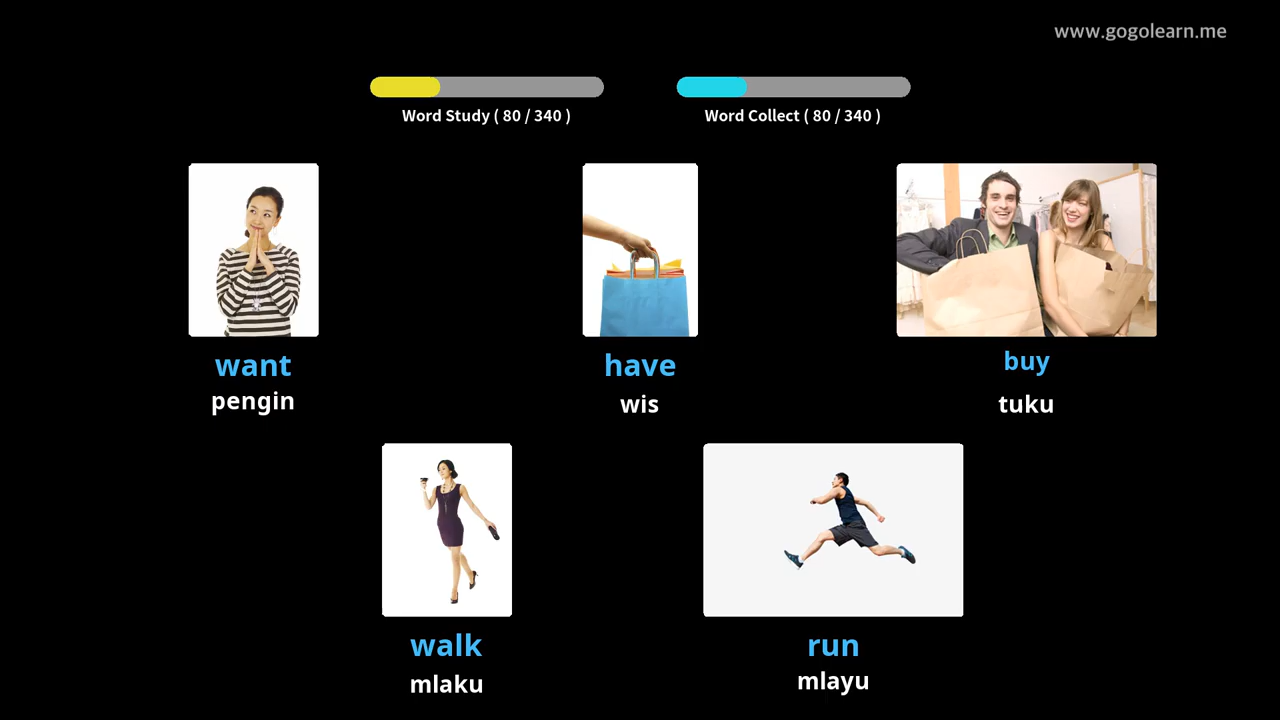 www.gogolearn.me
Word Study ( 80 / 340 )
Word Collect ( 80 / 340 )
want
pengin
have
wis
buy
tuku
walk
mlaku
run
mlayu